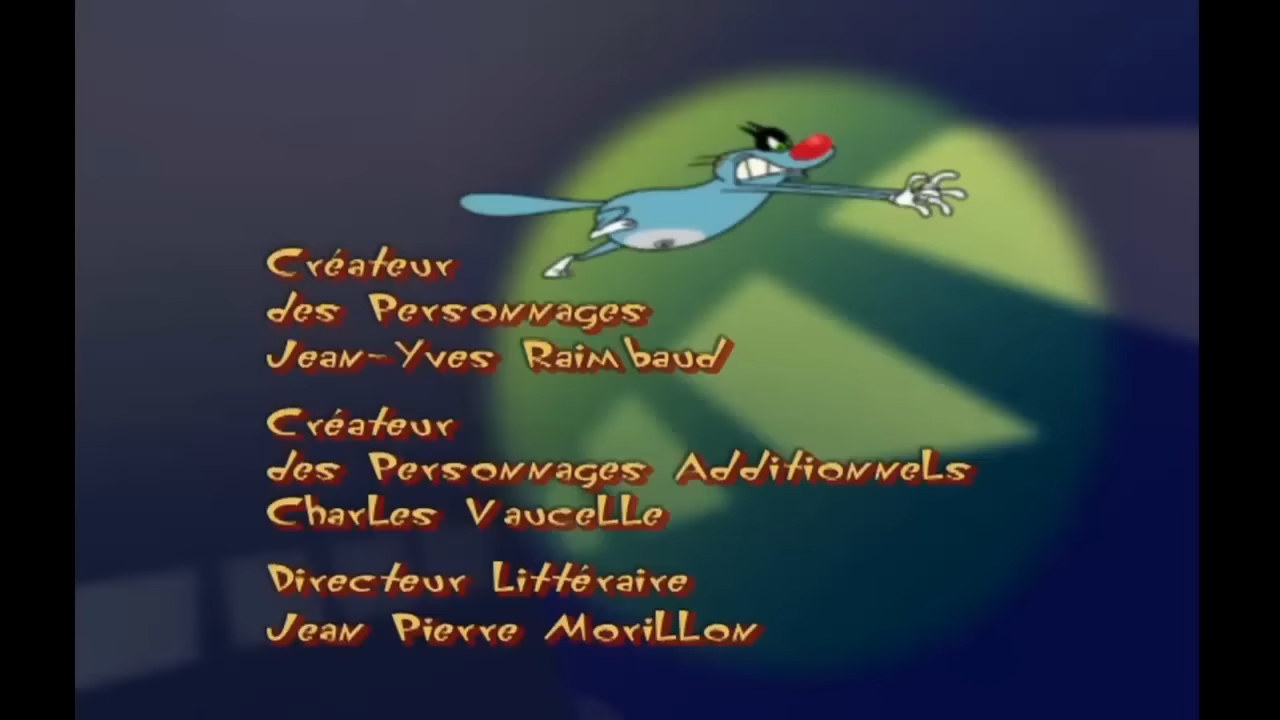 Créateur
des Personnages
Jean-Yves Raimbaud
Créateur
des Personnages Additionnels
Charles Vaucelle
Directeur Littéraire
Jean Pierre Morillon